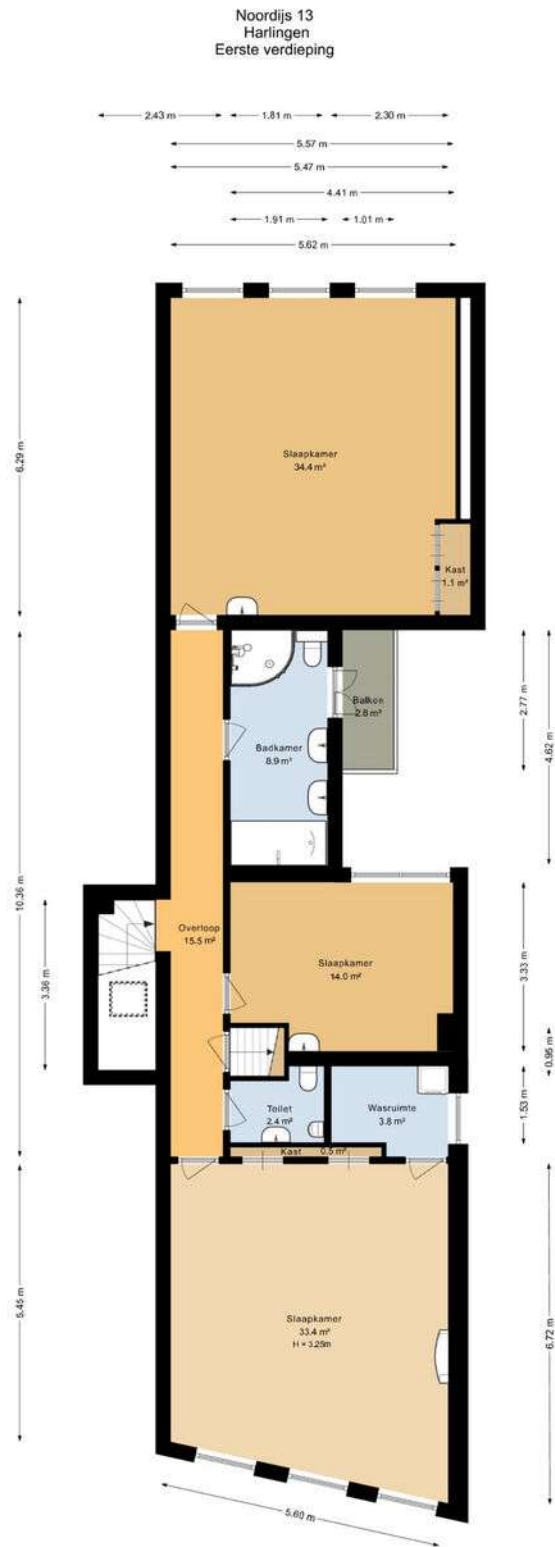 Noordijs 13
Harlingen
Eerste verdieping
2.43 m
1.81 m
2.30 m
5.57 m
5.47 m
4.41 m
1.91 m
1.01 m
5.62 m
6.29 m
Slaapkamer
34.4 m²
Kast
1.1 m²
2.77 m
4.62 m
Balkon
2.8 m²
Badkamer
8.9 m²
10.36 m
3.36 m
Overloop
15.5 m²
Slaapkamer
14.0 m²
3.33 m
0.95 m
1.53 m
Toilet
2.4 m²
Wasruimte
3.8 m²
Kast 0.5 m²
5.45 m
Slaapkamer
33.4 m²
H = 3.25m
6.72 m
5.60 m